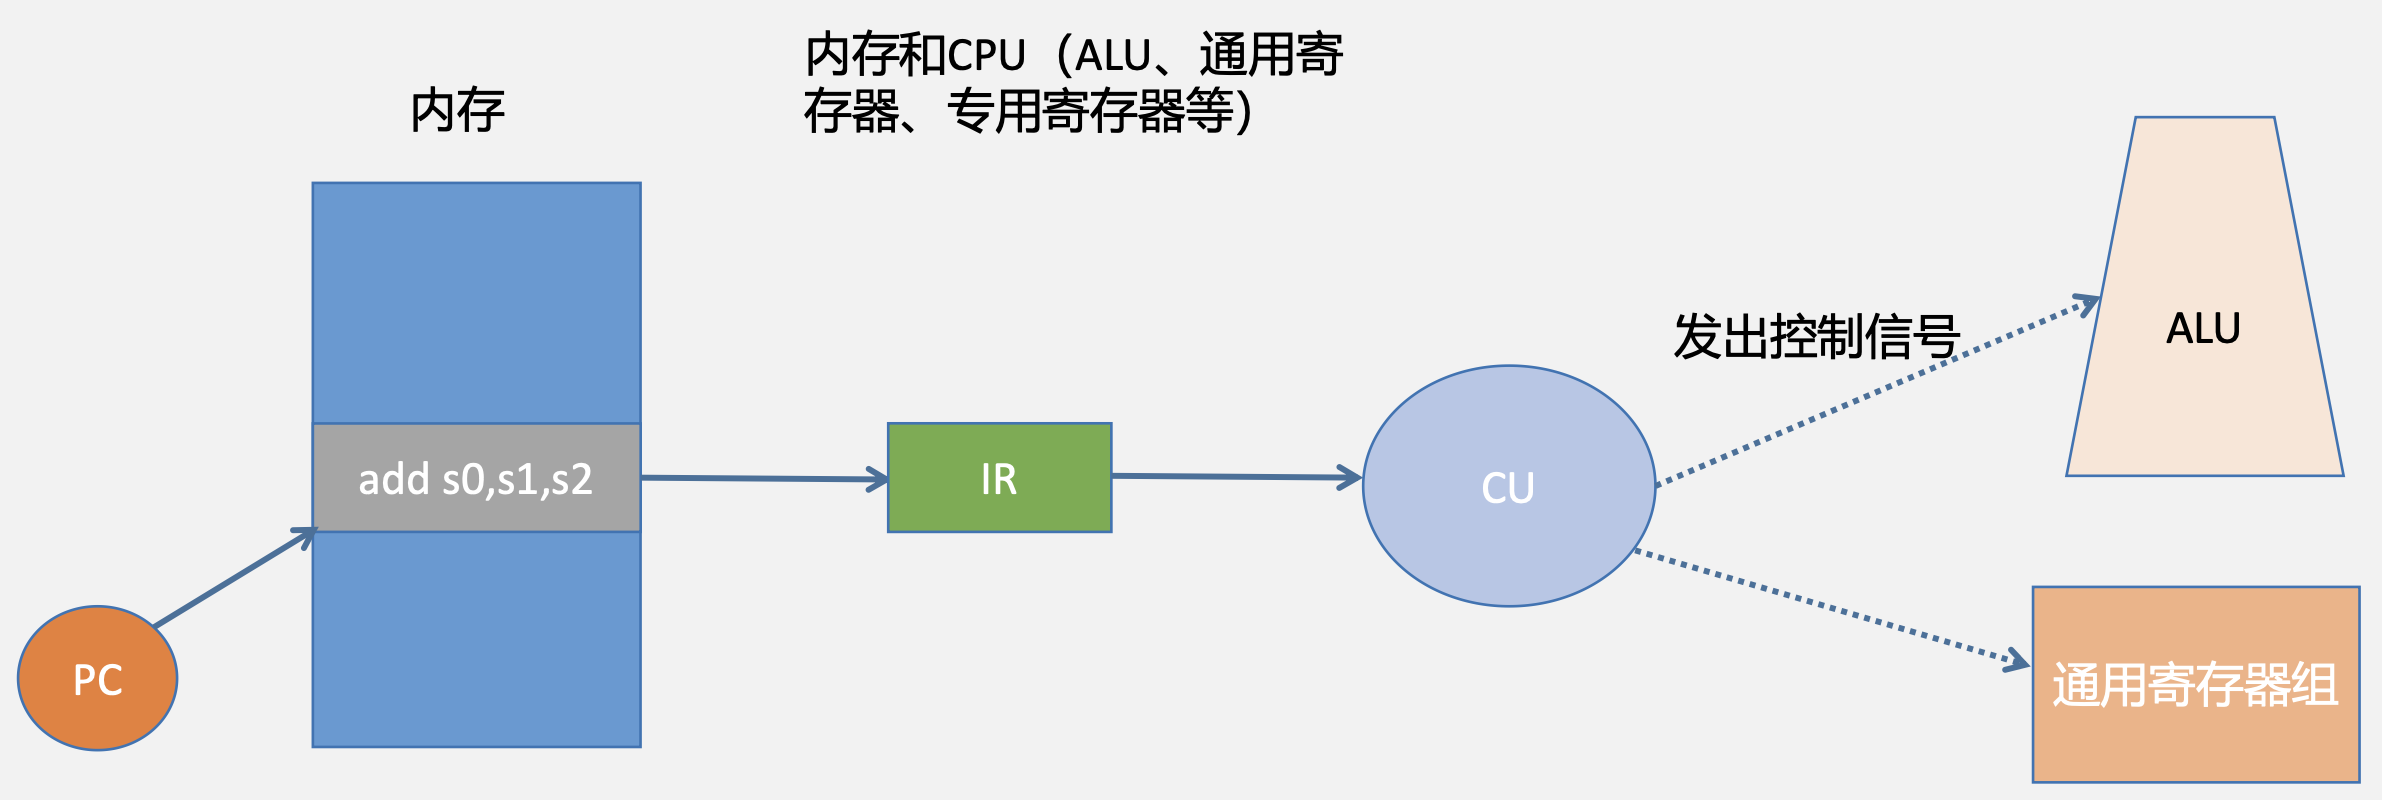 内存
内存和CPU（ALU、通用寄
存器、专用寄存器等）
发出控制信号
ALU
add s0,s1,s2
IR
CU
PC
通用寄存器组